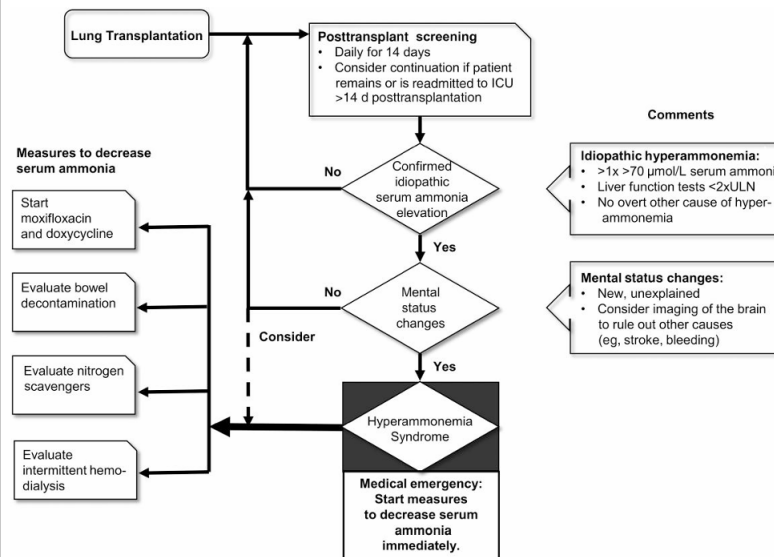 Lung Transplantation
Posttransplant screening
• Daily for 14 days
• Consider continuation if patient
remains or is readmitted to ICU
>14 d posttransplantation
Comments
Measures to decrease
serum ammonia
No
Confirmed
idiopathic
serum ammonia
elevation
Idiopathic hyperammonemia:
• >1x >70 µmol/L serum ammoni
• Liver function tests <2xULN
• No overt other cause of hyper-
ammonemia
Start
moxifloxacin
and doxycycline
Yes
Evaluate bowel
decontamination
No
Mental
status
changes
Mental status changes:
• New, unexplained
• Consider imaging of the brain
to rule out other causes
(eg, stroke, bleeding)
Consider
Yes
Evaluate nitrogen
scavengers
Hyperammonemia
Syndrome
Evaluate
intermittent hemo-
dialysis
Medical emergency:
Start measures
to decrease serum
ammonia
immediately.